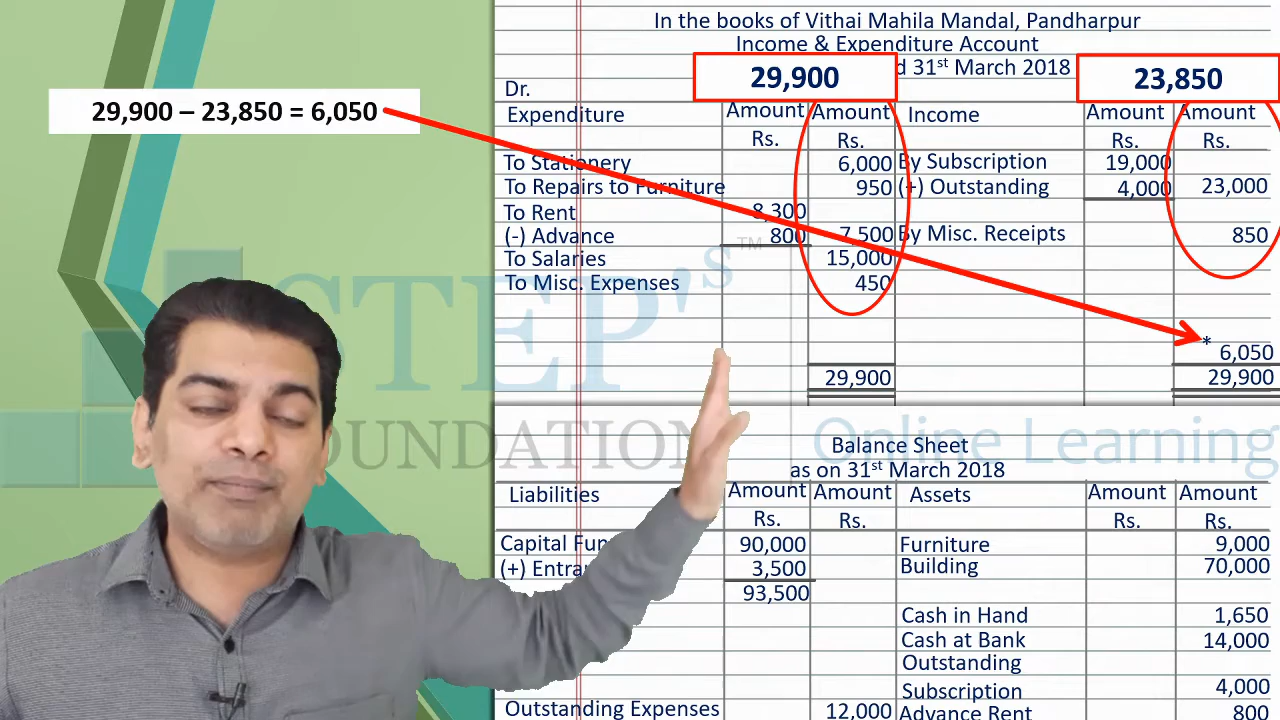 In the books of Vithai Mahila Mandal, Pandharpur
Income & Expenditure Account
d 31st March 2018
29,900
23,850
29,900 – 23,850 = 6,050
Dr.
Expenditure Amount Amount Income Amount Amount
Rs. Rs. Rs. Rs.
To Stationery 6,000 By Subscription 19,000
To Repairs to Furniture 950 (+) Outstanding 4,000 23,000
To Rent 8,300
(-) Advance 800 7,500 By Misc. Receipts 850
To Salaries 15,000
To Misc. Expenses 450
* 6,050
29,900 29,900
STEP's™
FOUNDATION
Online Learning
Balance Sheet
as on 31st March 2018
Liabilities Amount Amount Assets Amount Amount
Rs. Rs. Rs. Rs.
Capital Fun 90,000 Furniture 9,000
(+) Entra 3,500 Building 70,000
93,500
Cash in Hand 1,650
Cash at Bank 14,000
Outstanding
Subscription 4,000
Outstanding Expenses 12,000 Advance Rent 800